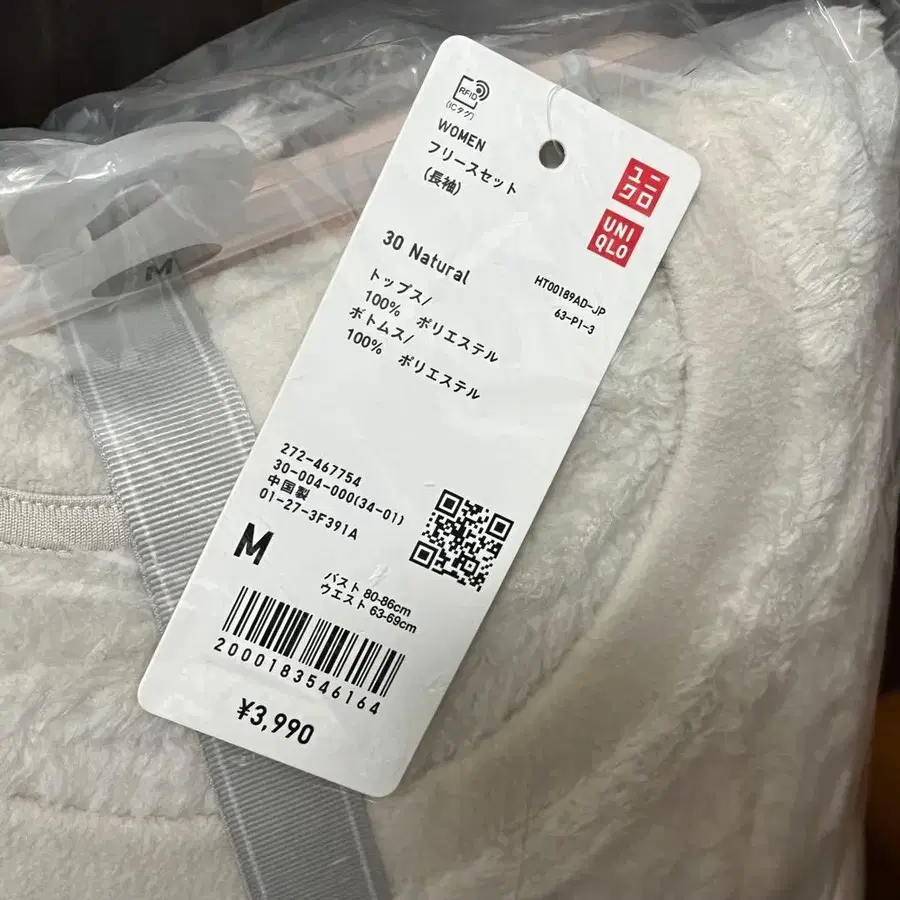 RFID
(ICタグ)
WOMEN
フリースセット
(長袖)
ユニ
クロ
UNI
QLO
30 Natural
HT00189AD-JP
63-P1-3
トップス/
100% ポリエステル
ボトムス/
100% ポリエステル
272-467754
30-004-000(34-01)
中国製
01-27-3F391A
M
バスト 80-86cm
ウエスト 63-69cm
2000183546164
¥3,990
M